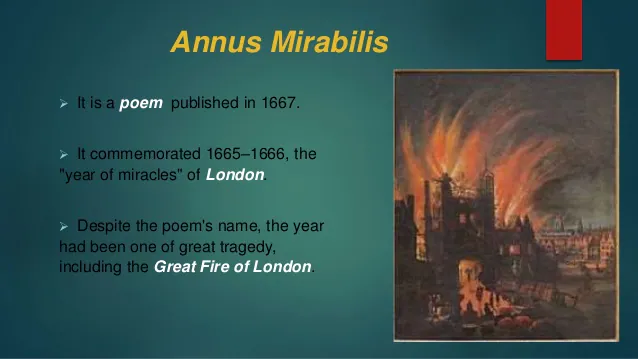 Annus Mirabilis
➢ It is a poem published in 1667.
➢ It commemorated 1665–1666, the
"year of miracles" of London.
➢ Despite the poem's name, the year
had been one of great tragedy,
including the Great Fire of London.